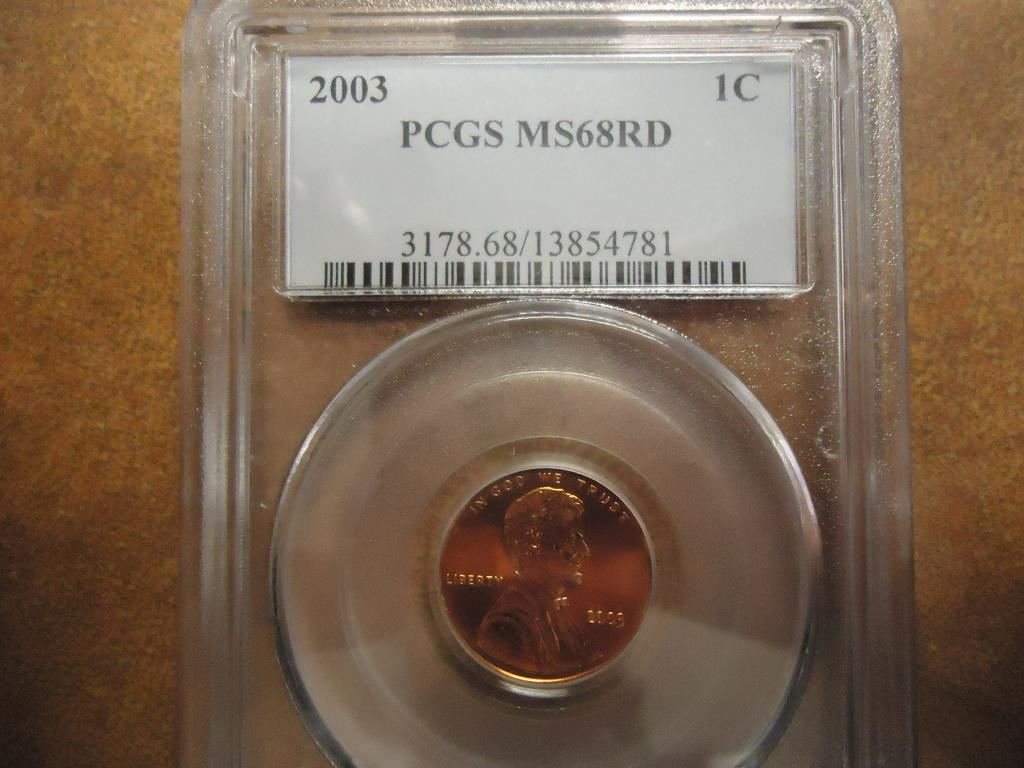 2003 1C
PCGS MS68RD
3178.68/13854781
IN GOD WE TRUST
LIBERTY
2003